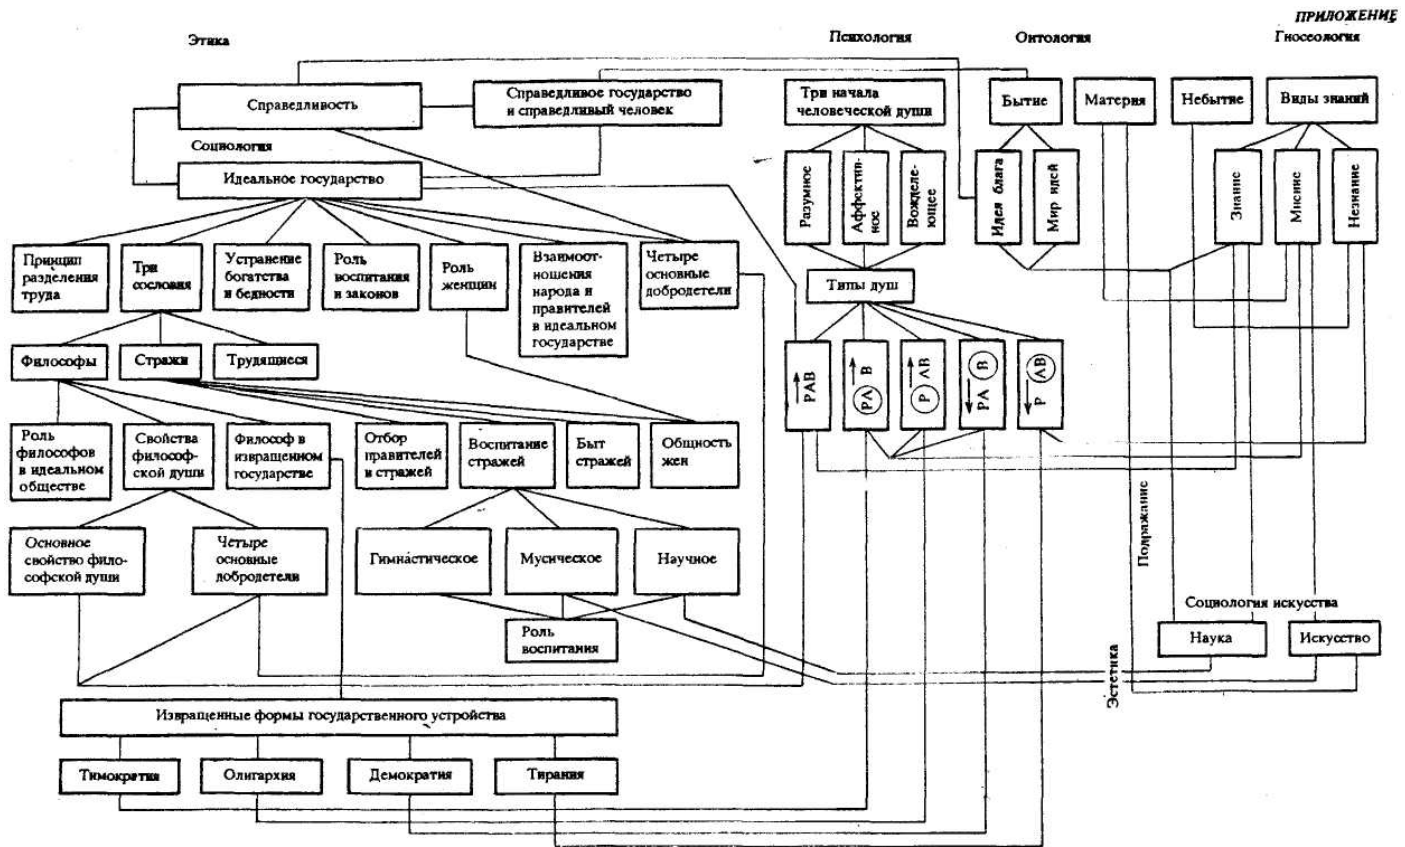 ПРИЛОЖЕНИЕ
Этика
Психология
Онтология
Гносеология
Справедливость
Справедливое государство
и справедливый человек
Три начала
человеческой души
Бытие
Материя
Небытие
Виды знаний
Социология
Идеальное государство
Разумное
Аффектив-
ное
Вожделе-
ющее
Идея блага
Мир идей
Знание
Мнение
Незнание
Принцип
разделения
труда
Три
сословия
Устранение
богатства
и бедности
Роль
воспитания
и законов
Роль
женщин
Взаимоот-
ношения
народа и
правителей
в идеальном
государстве
Четыре
основные
добродетели
Типы душ
Философы
Стражи
Трудящиеся
РАВ
РА В
Р АВ
РА В
Р АВ
Роль
философов
в идеальном
обществе
Свойства
философ-
ской души
Философ в
извращенном
государстве
Отбор
правителей
и стражей
Воспитание
стражей
Быт
стражей
Общность
жен
Основное
свойство фило-
софской души
Четыре
основные
добродетели
Гимнастическое
Мусическое
Научное
Подражание
Социология искусства
Роль
воспитания
Наука
Искусство
Эстетика
Извращенные формы государственного устройства
Тимократия
Олигархия
Демократия
Тирания